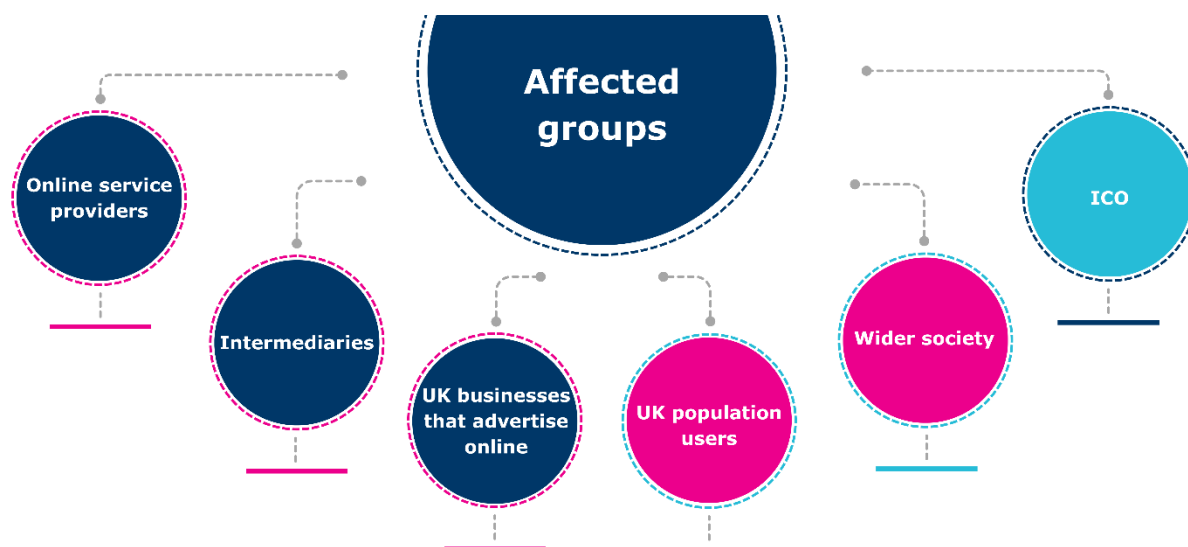 Affected
groups
Online service
providers
ICO
Intermediaries
Wider society
UK businesses
that advertise
online
UK population
users